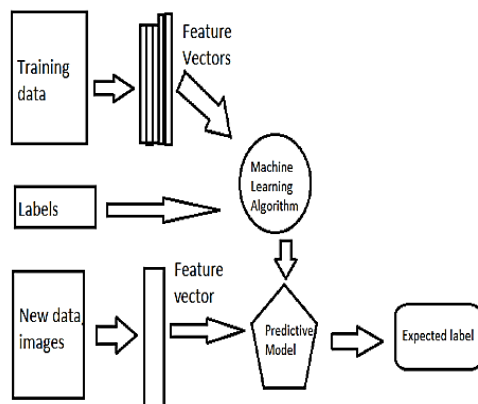 Training
data
Feature
Vectors
Machine
Learning
Algorithm
Labels
New data,
images
Feature
vector
Predictive
Model
Expected label